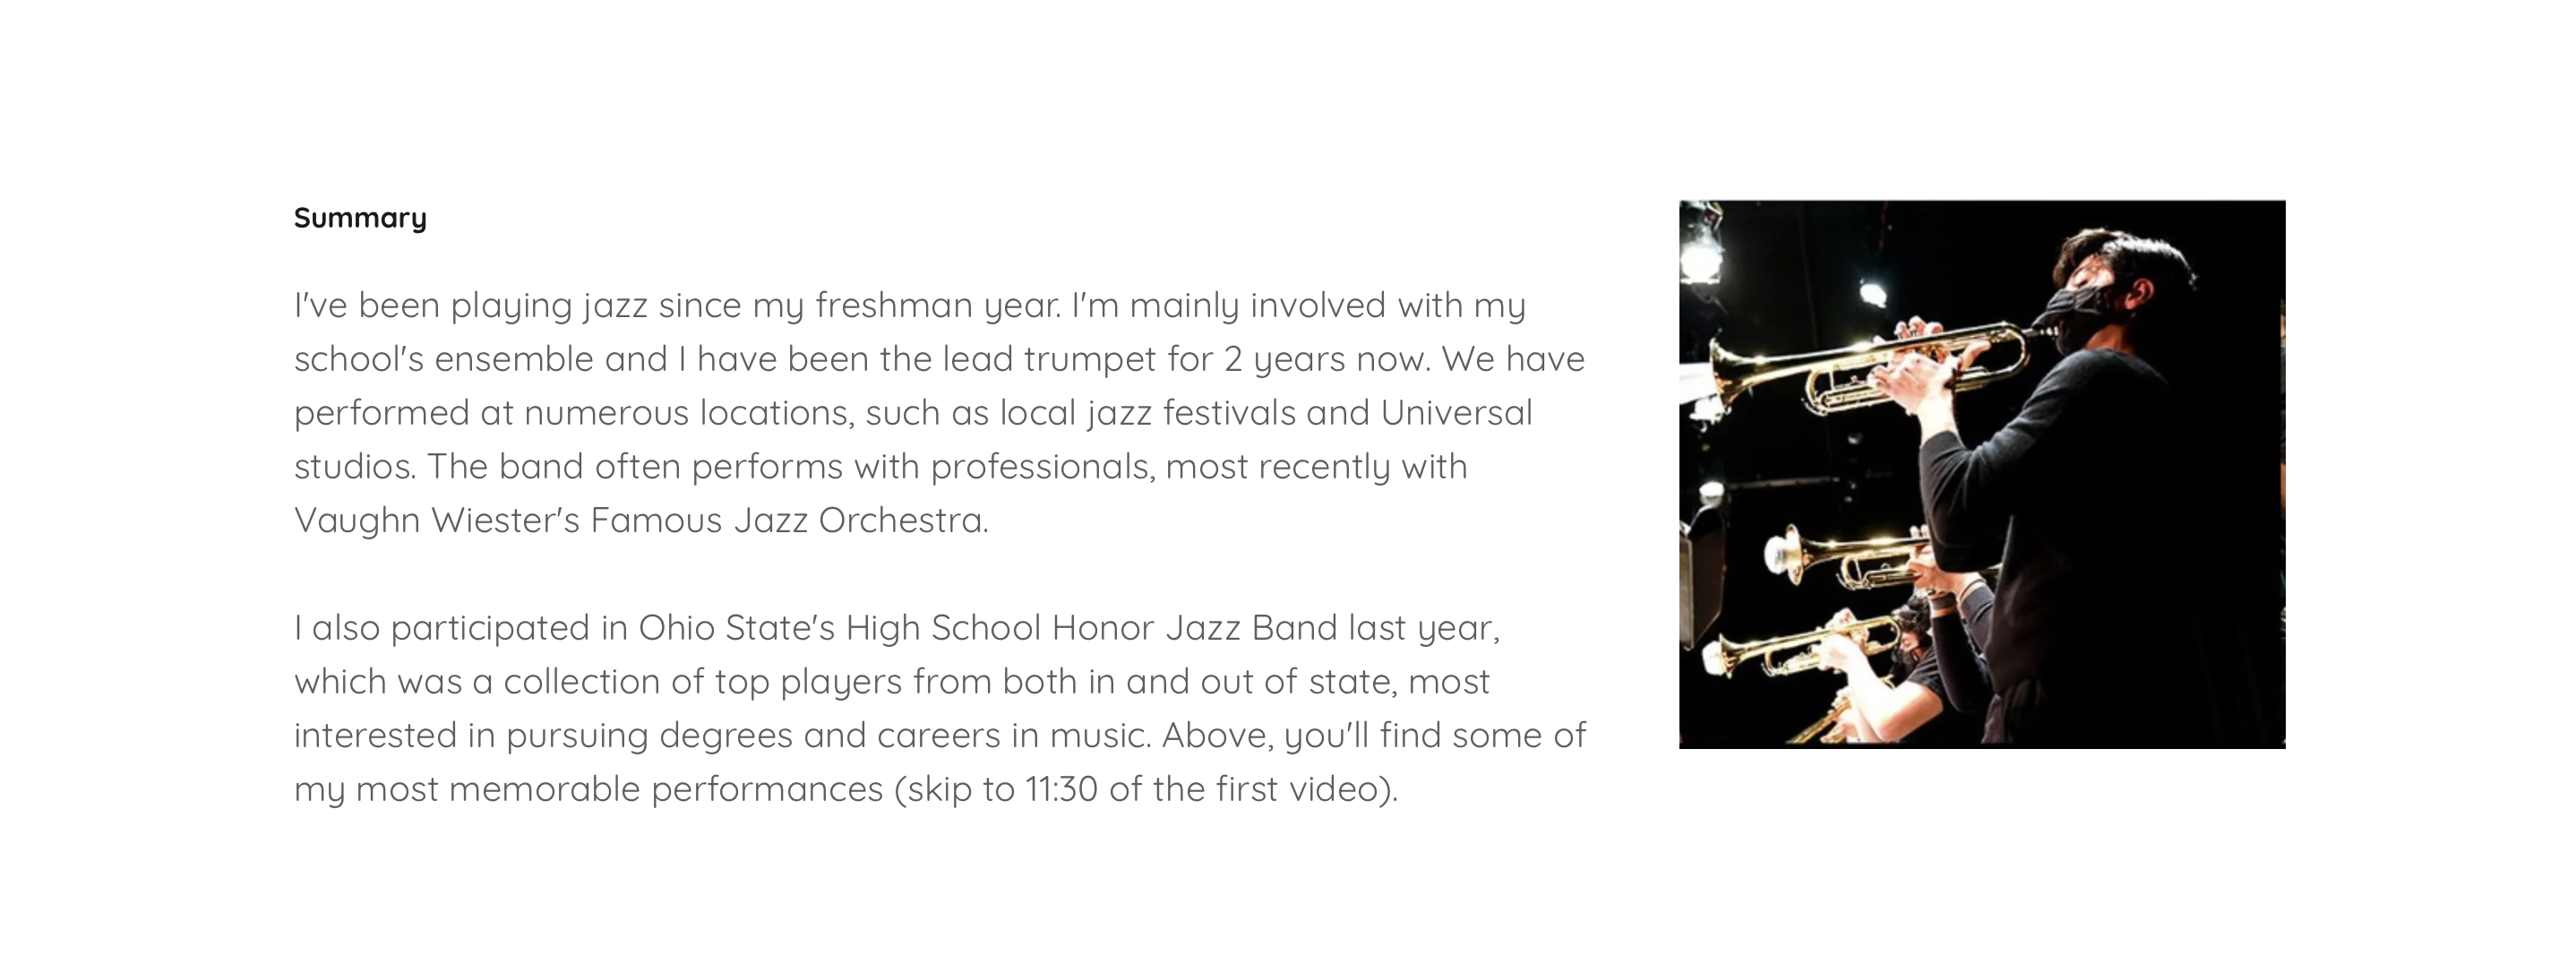 Summary
I've been playing jazz since my freshman year. I'm mainly involved with my
school's ensemble and I have been the lead trumpet for 2 years now. We have
performed at numerous locations, such as local jazz festivals and Universal
studios. The band often performs with professionals, most recently with
Vaughn Wiester's Famous Jazz Orchestra.
I also participated in Ohio State's High School Honor Jazz Band last year,
which was a collection of top players from both in and out of state, most
interested in pursuing degrees and careers in music. Above, you'll find some of
my most memorable performances (skip to 11:30 of the first video).